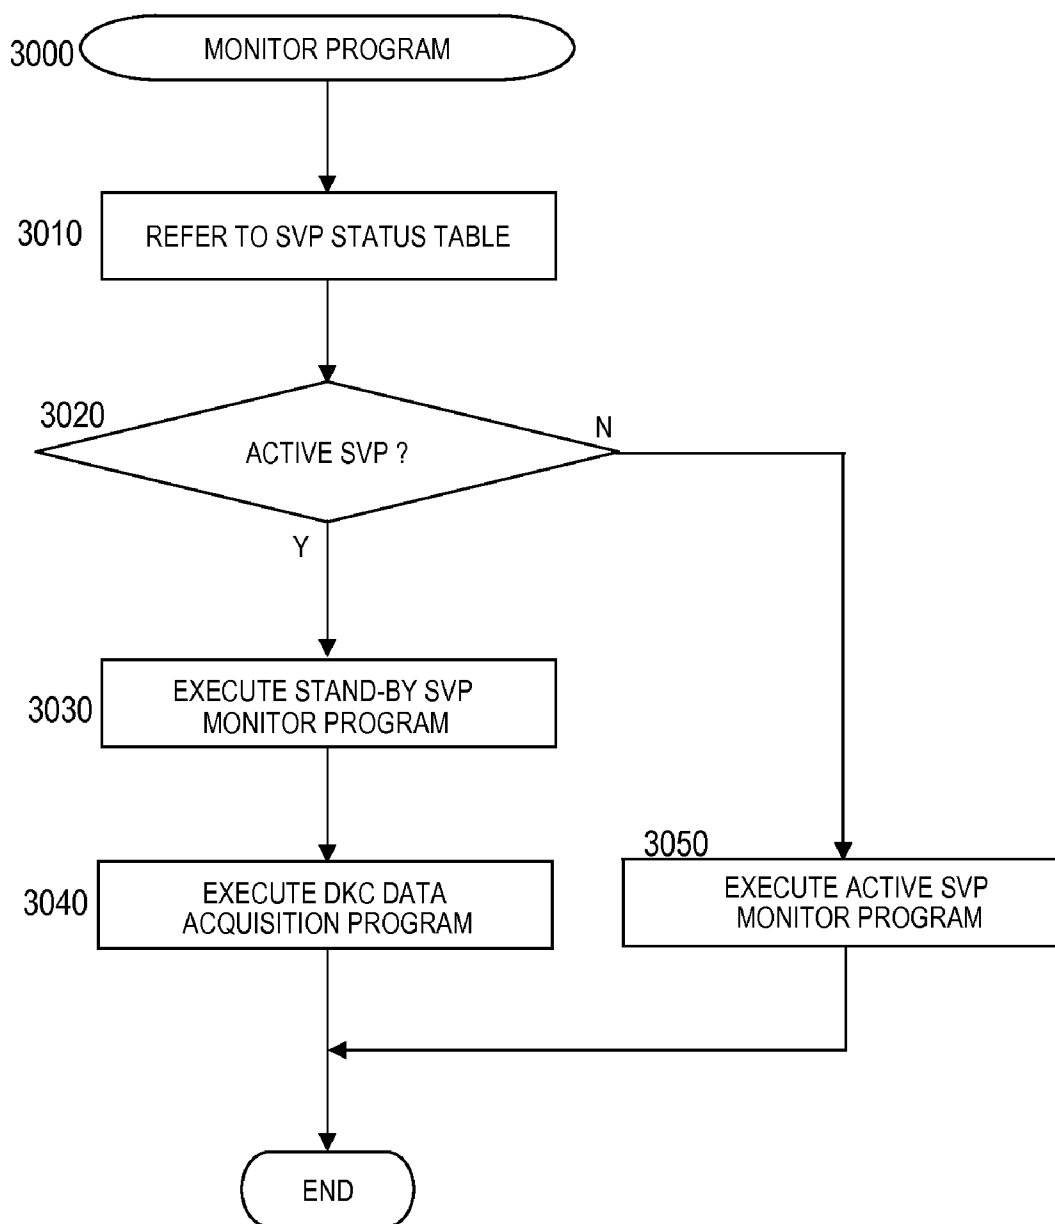 3000
MONITOR PROGRAM
3010
REFER TO SVP STATUS TABLE
3020
ACTIVE SVP ?
N
Y
3030
EXECUTE STAND-BY SVP
MONITOR PROGRAM
3040
EXECUTE DKC DATA
ACQUISITION PROGRAM
3050
EXECUTE ACTIVE SVP
MONITOR PROGRAM
END